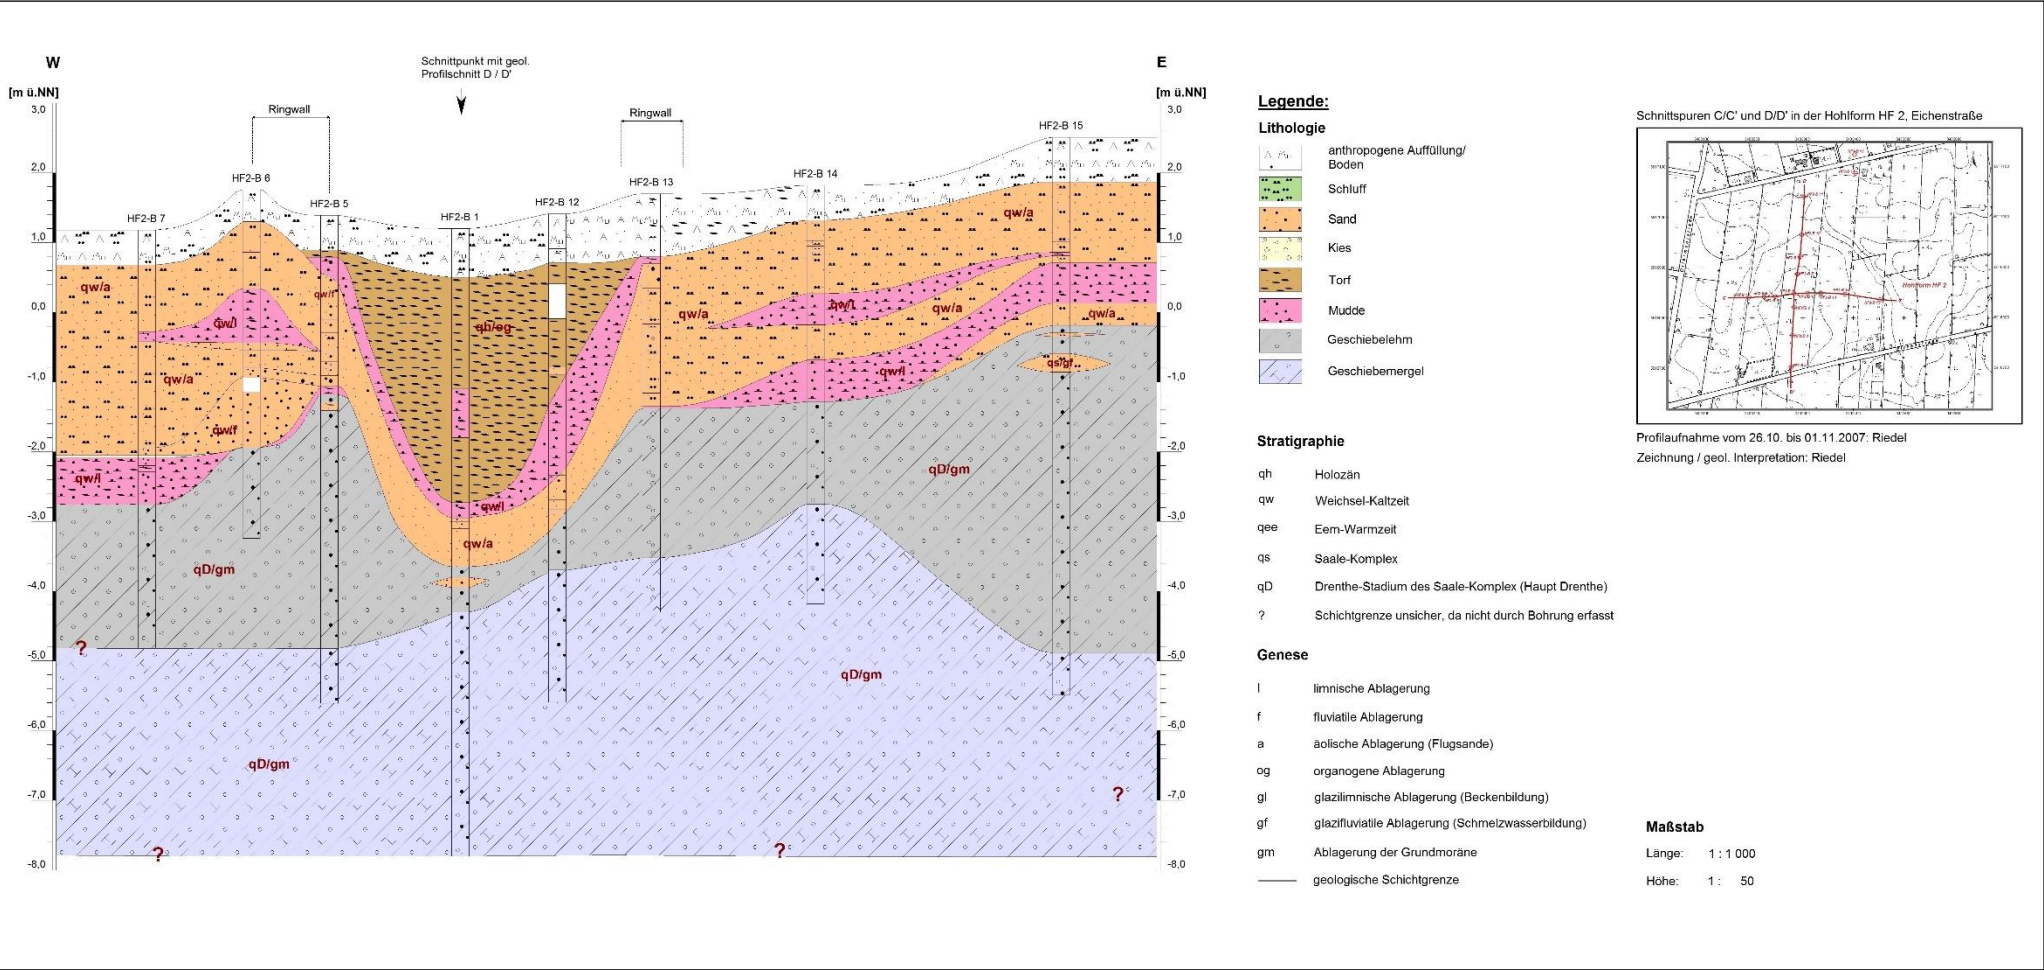 W
E
Schnittpunkt mit geol.
Profilschnitt D / D'
[m ü.NN]
[m ü.NN]
Ringwall
Ringwall
HF2-B 7
HF2-B 6
HF2-B 5
HF2-B 1
HF2-B 12
HF2-B 13
HF2-B 14
HF2-B 15
3,0
2,0
1,0
0,0
-1,0
-2,0
-3,0
-4,0
-5,0
-6,0
-7,0
-8,0
3,0
2,0
1,0
0,0
-1,0
-2,0
-3,0
-4,0
-5,0
-6,0
-7,0
-8,0
qw/a
qw/l
qw/a
qw/f
qw/l
qw/f
qh/og
qw/l
qw/a
qw/a
qw/l
qw/a
qw/a
qw/a
qw/l
qs/gf
qD/gm
qD/gm
qD/gm
qD/gm
?
?
?
?
Legende:
Lithologie
anthropogene Auffüllung/
Boden
Schluff
Sand
Kies
Torf
Mudde
Geschiebelehm
Geschiebemergel
Stratigraphie
qh Holozän
qw Weichsel-Kaltzeit
qee Eem-Warmzeit
qs Saale-Komplex
qD Drenthe-Stadium des Saale-Komplex (Haupt Drenthe)
? Schichtgrenze unsicher, da nicht durch Bohrung erfasst
Genese
l limnische Ablagerung
f fluviatile Ablagerung
a äolische Ablagerung (Flugsande)
og organogene Ablagerung
gl glazilimnische Ablagerung (Beckenbildung)
gf glazifluviatile Ablagerung (Schmelzwasserbildung)
gm Ablagerung der Grundmoräne
geologische Schichtgrenze
Schnittspuren C/C' und D/D' in der Hohlform HF 2, Eichenstraße
Hohlform HF 2
Profilaufnahme vom 26.10. bis 01.11.2007: Riedel
Zeichnung / geol. Interpretation: Riedel
Maßstab
Länge: 1 : 1 000
Höhe: 1 : 50